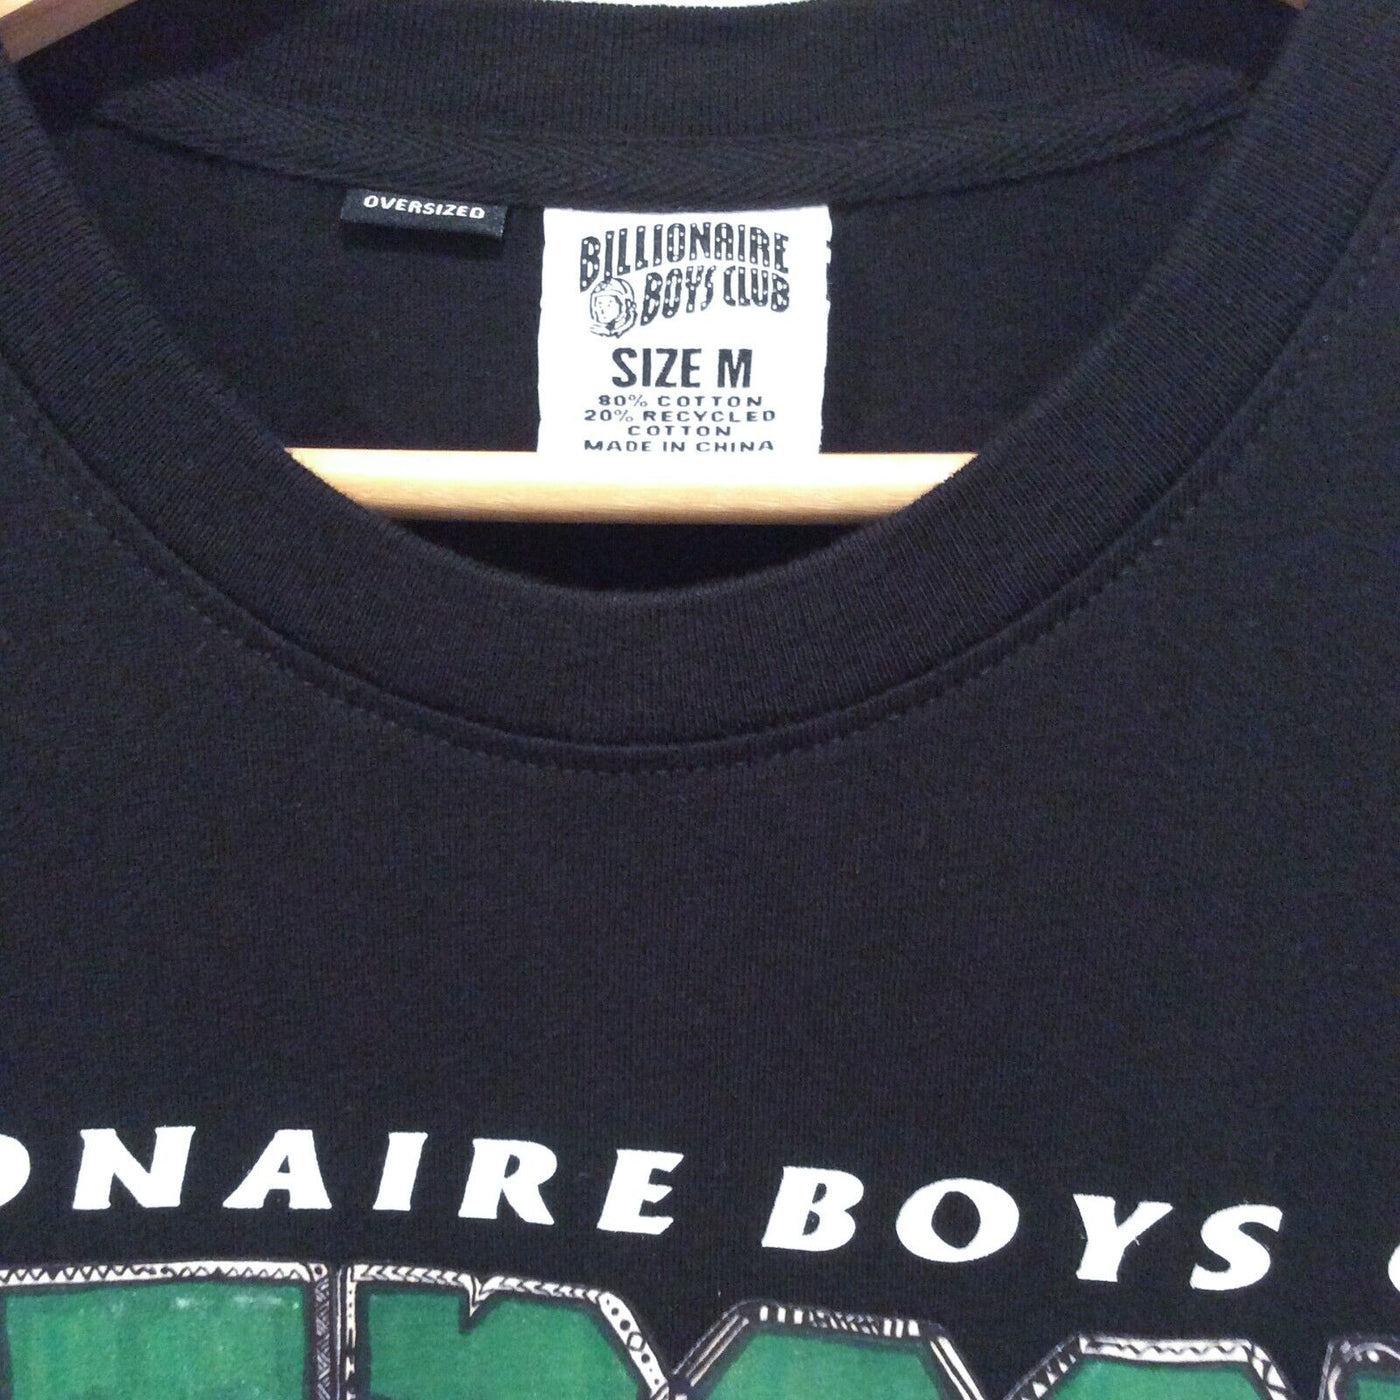 OVERSIZED
BILLIONAIRE
BOYS CLUB
SIZE M
80% COTTON
20% RECYCLED
COTTON
MADE IN CHINA
ONAIRE BOYS